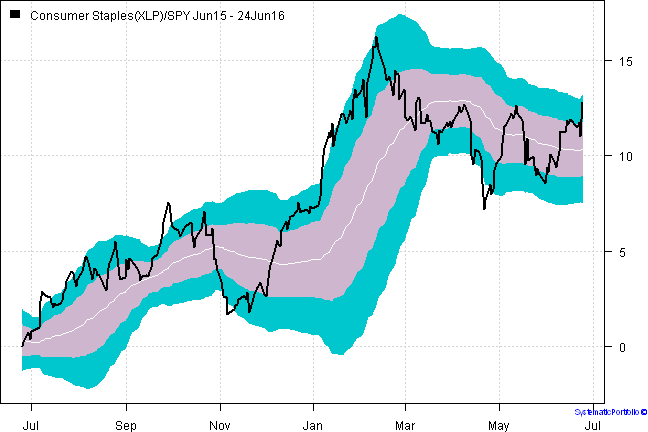 Consumer Staples(XLP)/SPY Jun15 - 24Jun16
15
10
5
0
SystematicPortfolio ©
Jul Sep Nov Jan Mar May Jul